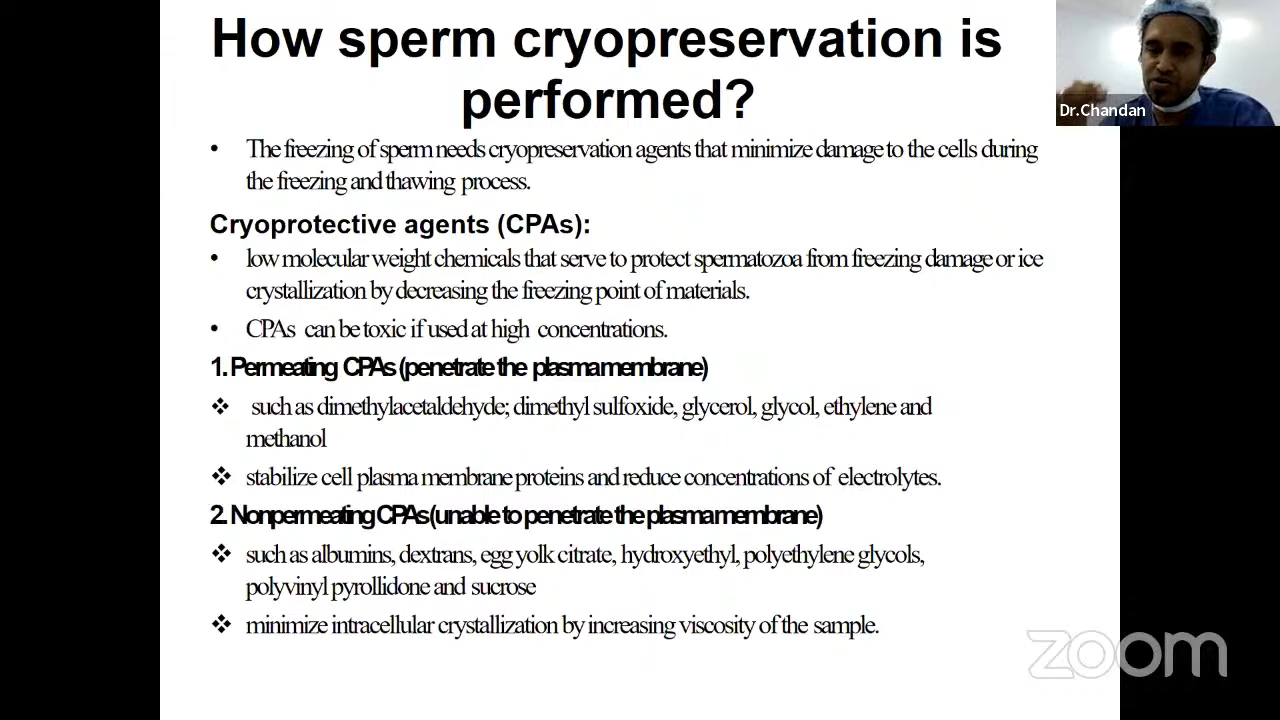 How sperm cryopreservation is
performed?
Dr.Chandan
• The freezing of sperm needs cryopreservation agents that minimize damage to the cells during
the freezing and thawing process.
Cryoprotective agents (CPAs):
• low molecular weight chemicals that serve to protect spermatozoa from freezing damage or ice
crystallization by decreasing the freezing point of materials.
• CPAs can be toxic if used at high concentrations.
1. Permeating CPAs (penetrate the plasma membrane)
❖ such as dimethylacetaldehyde; dimethyl sulfoxide, glycerol, glycol, ethylene and
methanol
❖ stabilize cell plasma membrane proteins and reduce concentrations of electrolytes.
2. Nonpermeating CPAs (unable to penetrate the plasma membrane)
❖ such as albumins, dextrans, egg yolk citrate, hydroxyethyl, polyethylene glycols,
polyvinyl pyrollidone and sucrose
❖ minimize intracellular crystallization by increasing viscosity of the sample.
zoom